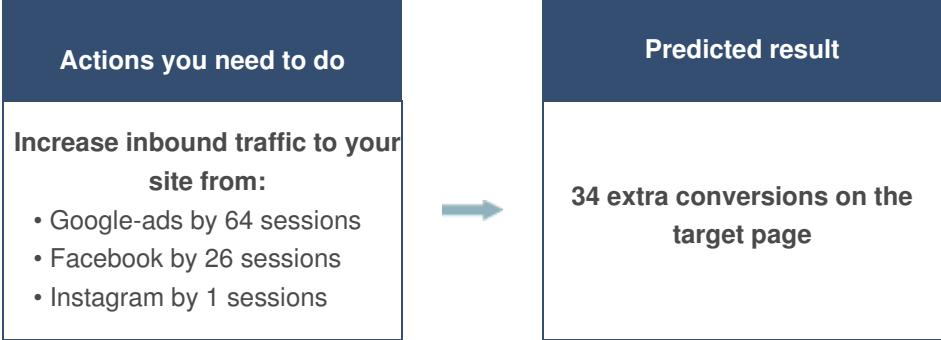 Actions you need to do
Predicted result
Increase inbound traffic to your
site from:
• Google-ads by 64 sessions
• Facebook by 26 sessions
• Instagram by 1 sessions
34 extra conversions on the
target page